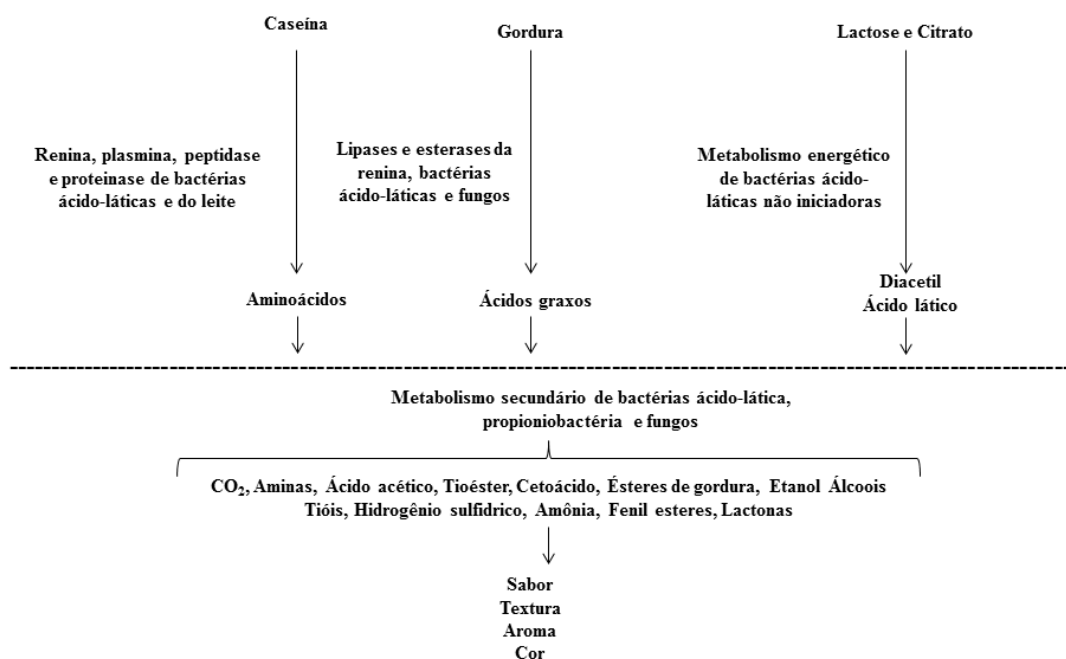 Caseína
Gordura
Lactose e Citrato
Renina, plasmina, peptidase
e proteinase de bactérias
ácido-láticas e do leite
Lipases e esterases da
renina, bactérias
ácido-láticas e fungos
Metabolismo energético
de bactérias ácido-
láticas não iniciadoras
Aminoácidos
Ácidos graxos
Diacetil
Ácido lático
Metabolismo secundário de bactérias ácido-lática,
propioniobactéria e fungos
CO₂, Aminas, Ácido acético, Tioéster, Cetoácido, Ésteres de gordura, Etanol Álcoois
Tióis, Hidrogênio sulfidrico, Amônia, Fenil esteres, Lactonas
Sabor
Textura
Aroma
Cor